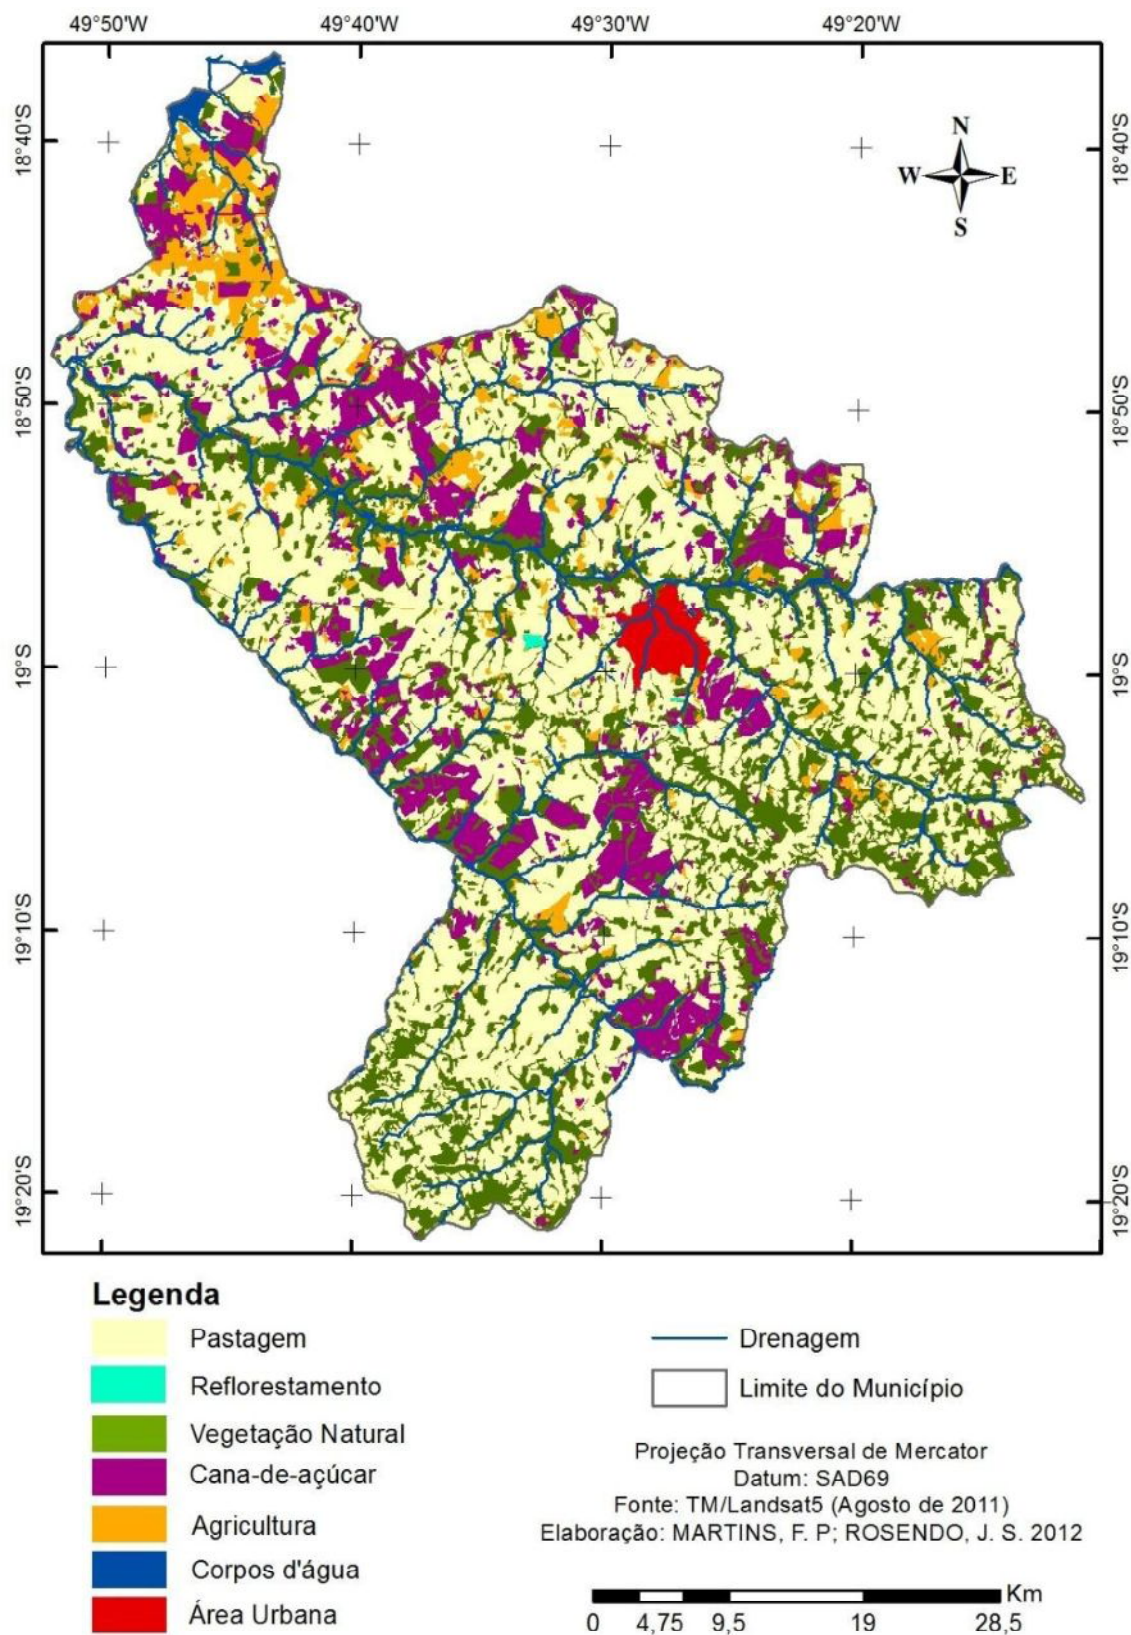 49°50'W 49°40'W 49°30'W 49°20'W
18°40'S 18°40'S
N
W E
S
18°50'S 18°50'S
19°S 19°S
19°10'S 19°10'S
19°20'S 19°20'S
Legenda
Pastagem
Reflorestamento
Vegetação Natural
Cana-de-açúcar
Agricultura
Corpos d'água
Área Urbana
Drenagem
Limite do Município
Projeção Transversal de Mercator
Datum: SAD69
Fonte: TM/Landsat5 (Agosto de 2011)
Elaboração: MARTINS, F. P; ROSENDO, J. S. 2012
Km
0 4,75 9,5 19 28,5